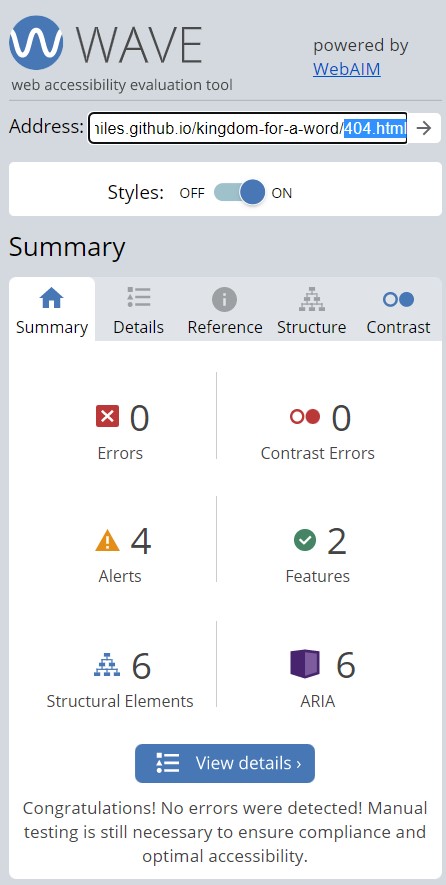 WAVE
powered by
WebAIM
web accessibility evaluation tool
Address: niles.github.io/kingdom-for-a-word/404.html
Styles: OFF ON
Summary
Summary Details Reference Structure Contrast
0 0
Errors Contrast Errors
4 2
Alerts Features
6 6
Structural Elements ARIA
View details ›
Congratulations! No errors were detected! Manual
testing is still necessary to ensure compliance and
optimal accessibility.